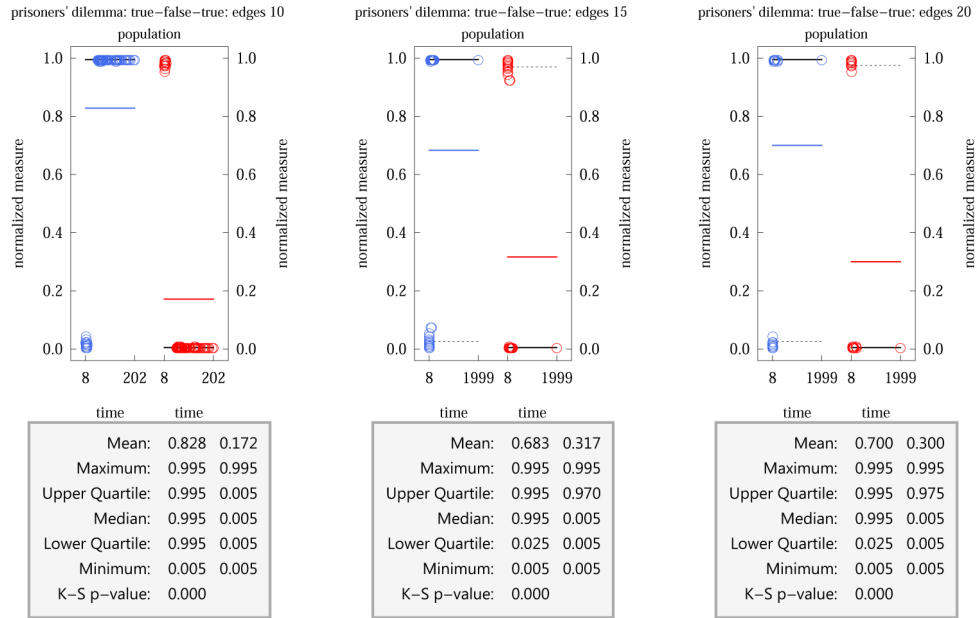 prisoners' dilemma: true−false−true: edges 10
population
1.0 1.0
0.8 0.8
0.6 0.6
0.4 0.4
0.2 0.2
0.0 0.0
normalized measure
normalized measure
8 202 8 202
time time
Mean: 0.828 0.172
Maximum: 0.995 0.995
Upper Quartile: 0.995 0.005
Median: 0.995 0.005
Lower Quartile: 0.995 0.005
Minimum: 0.005 0.005
K−S p−value: 0.000
prisoners' dilemma: true−false−true: edges 15
population
1.0 1.0
0.8 0.8
0.6 0.6
0.4 0.4
0.2 0.2
0.0 0.0
normalized measure
normalized measure
8 1999 8 1999
time time
Mean: 0.683 0.317
Maximum: 0.995 0.995
Upper Quartile: 0.995 0.970
Median: 0.995 0.005
Lower Quartile: 0.025 0.005
Minimum: 0.005 0.005
K−S p−value: 0.000
prisoners' dilemma: true−false−true: edges 20
population
1.0 1.0
0.8 0.8
0.6 0.6
0.4 0.4
0.2 0.2
0.0 0.0
normalized measure
normalized measure
8 1999 8 1999
time time
Mean: 0.700 0.300
Maximum: 0.995 0.995
Upper Quartile: 0.995 0.975
Median: 0.995 0.005
Lower Quartile: 0.025 0.005
Minimum: 0.005 0.005
K−S p−value: 0.000